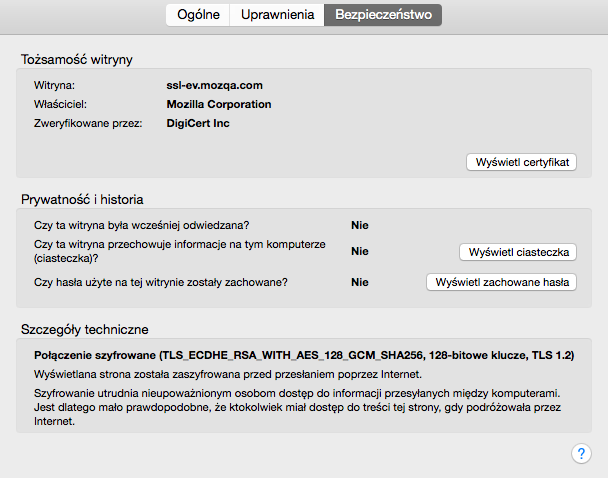 Ogólne Uprawnienia Bezpieczeństwo
Tożsamość witryny
Witryna: ssl-ev.mozqa.com
Właściciel: Mozilla Corporation
Zweryfikowane przez: DigiCert Inc
Wyświetl certyfikat
Prywatność i historia
Czy ta witryna była wcześniej odwiedzana? Nie
Czy ta witryna przechowuje informacje na tym komputerze
(ciasteczka)? Nie Wyświetl ciasteczka
Czy hasła użyte na tej witrynie zostały zachowane? Nie Wyświetl zachowane hasła
Szczegóły techniczne
Połączenie szyfrowane (TLS_ECDHE_RSA_WITH_AES_128_GCM_SHA256, 128-bitowe klucze, TLS 1.2)
Wyświetlana strona została zaszyfrowana przed przesłaniem poprzez Internet.
Szyfrowanie utrudnia nieupoważnionym osobom dostęp do informacji przesyłanych między komputerami.
Jest dlatego mało prawdopodobne, że ktokolwiek miał dostęp do treści tej strony, gdy podróżowała przez
Internet.
?